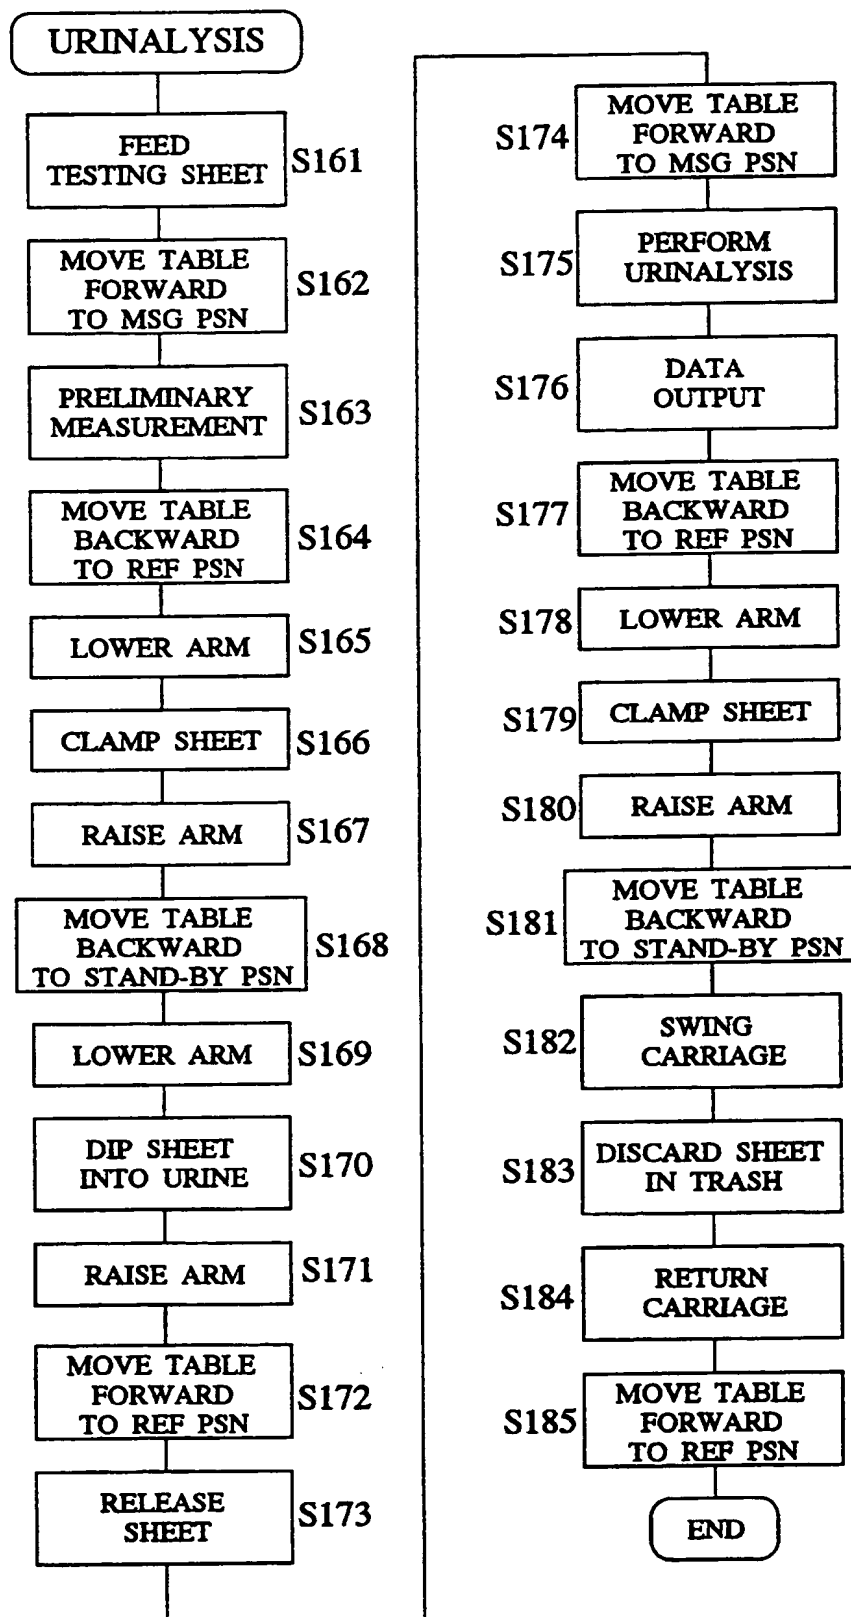 URINALYSIS
FEED
TESTING SHEET
S161
MOVE TABLE
FORWARD
TO MSG PSN
S162
PRELIMINARY
MEASUREMENT
S163
MOVE TABLE
BACKWARD
TO REF PSN
S164
LOWER ARM
S165
CLAMP SHEET
S166
RAISE ARM
S167
MOVE TABLE
BACKWARD
TO STAND-BY PSN
S168
LOWER ARM
S169
DIP SHEET
INTO URINE
S170
RAISE ARM
S171
MOVE TABLE
FORWARD
TO REF PSN
S172
RELEASE
SHEET
S173
S174
MOVE TABLE
FORWARD
TO MSG PSN
S175
PERFORM
URINALYSIS
S176
DATA
OUTPUT
S177
MOVE TABLE
BACKWARD
TO REF PSN
S178
LOWER ARM
S179
CLAMP SHEET
S180
RAISE ARM
S181
MOVE TABLE
BACKWARD
TO STAND-BY PSN
S182
SWING
CARRIAGE
S183
DISCARD SHEET
IN TRASH
S184
RETURN
CARRIAGE
S185
MOVE TABLE
FORWARD
TO REF PSN
END